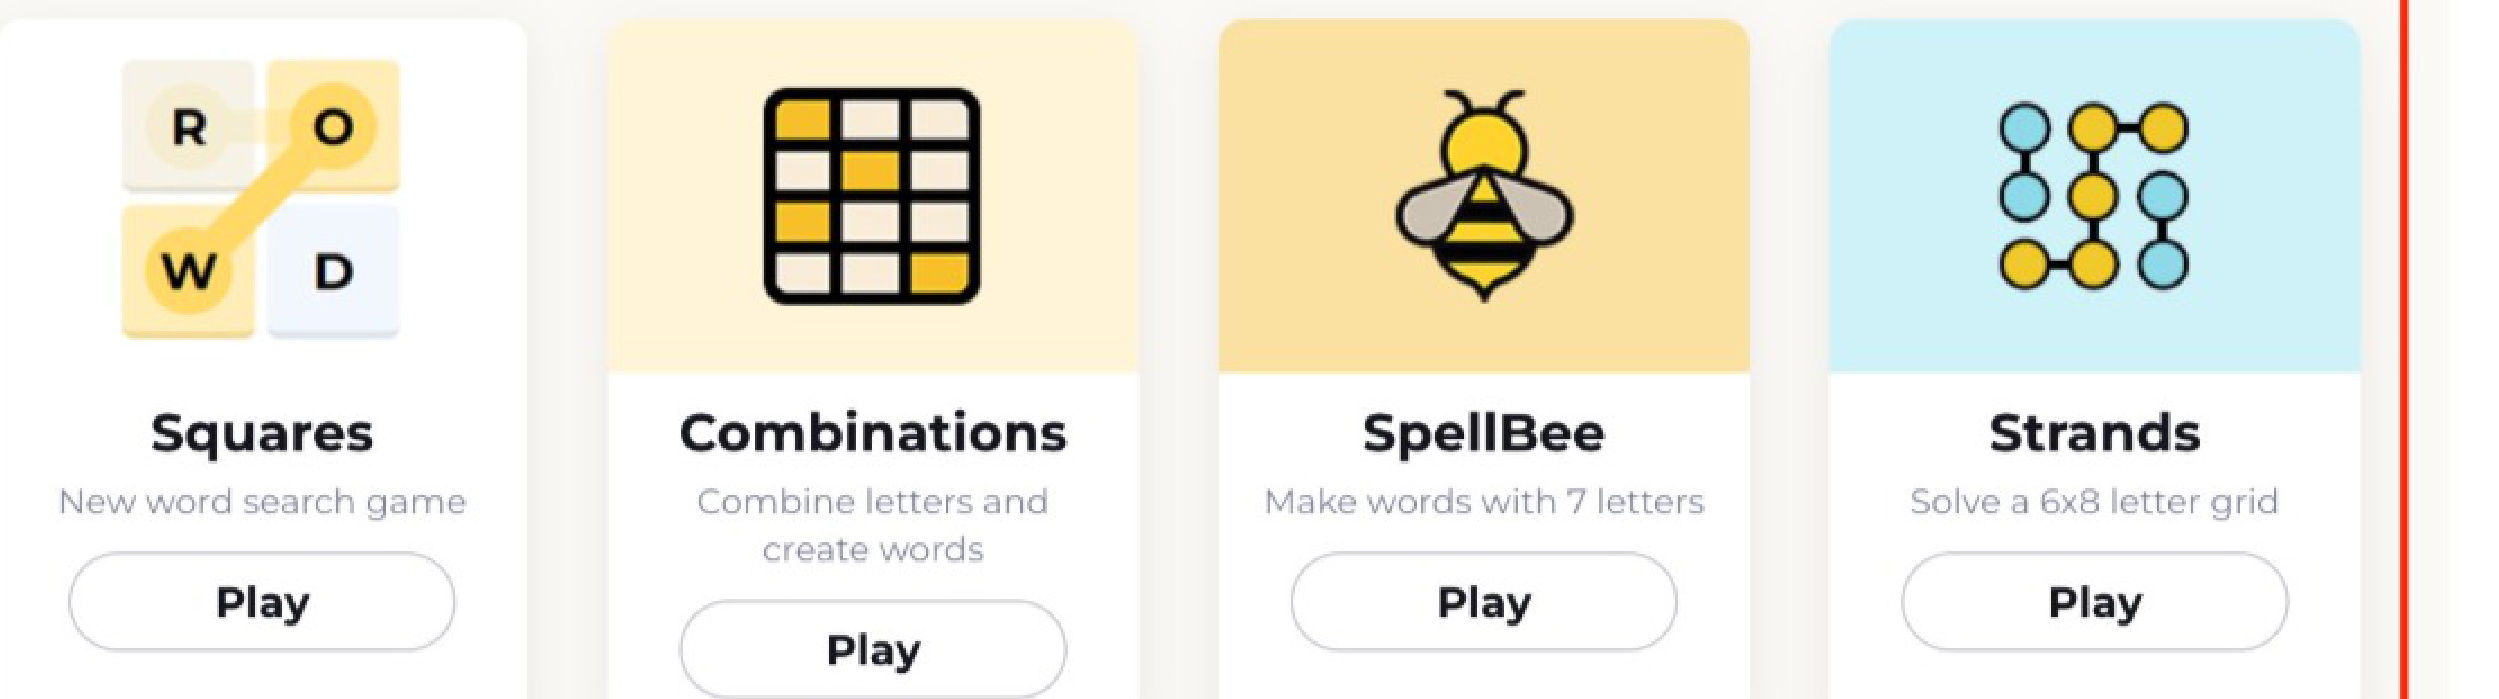 R O
W D
Squares
New word search game
Play
Combinations
Combine letters and
create words
Play
SpellBee
Make words with 7 letters
Play
Strands
Solve a 6x8 letter grid
Play